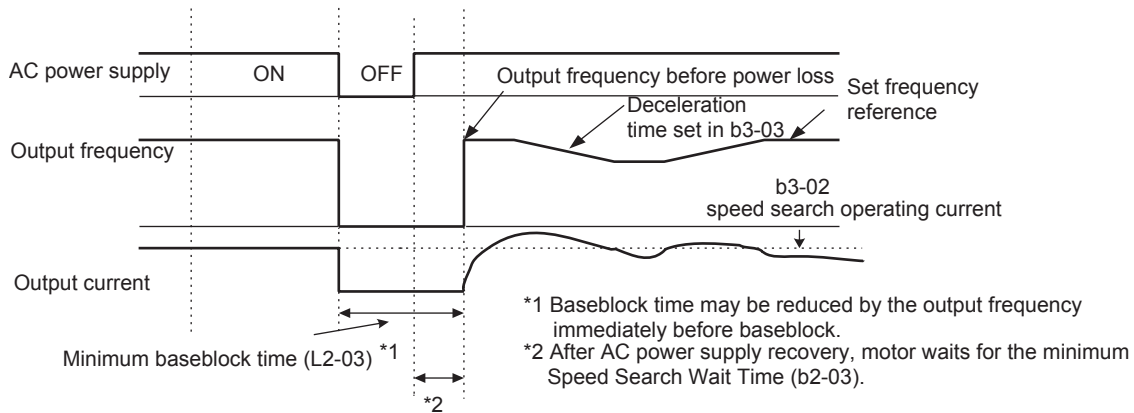 AC power supply
ON
OFF
Output frequency before power loss
Deceleration
time set in b3-03
Set frequency
reference
Output frequency
b3-02
speed search operating current
Output current
*1 Baseblock time may be reduced by the output frequency
immediately before baseblock.
Minimum baseblock time (L2-03) *1
*2 After AC power supply recovery, motor waits for the minimum
Speed Search Wait Time (b2-03).
*2